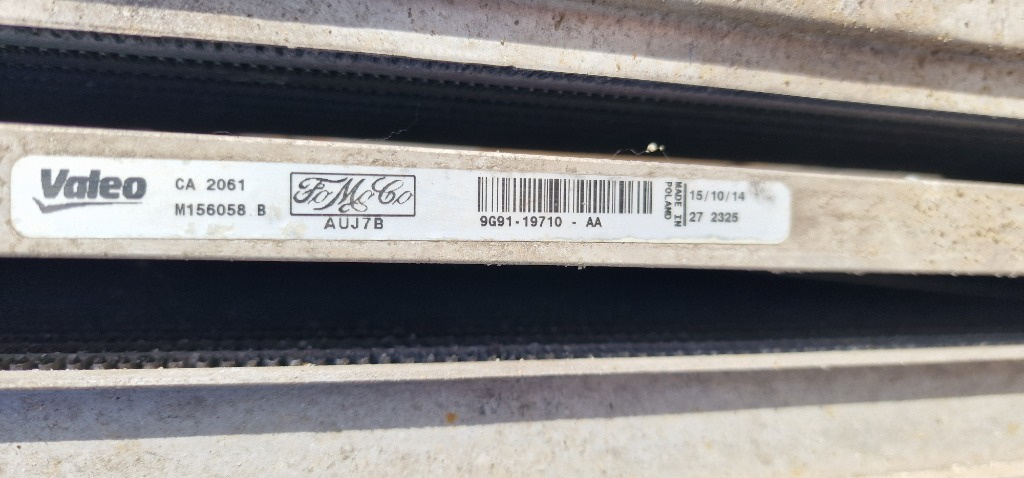 Valeo
CA 2061
M156058 B
FoMoCo
AUJ7B
9G91-19710 - AA
MADE IN
POLAND
15/10/14
27 2325